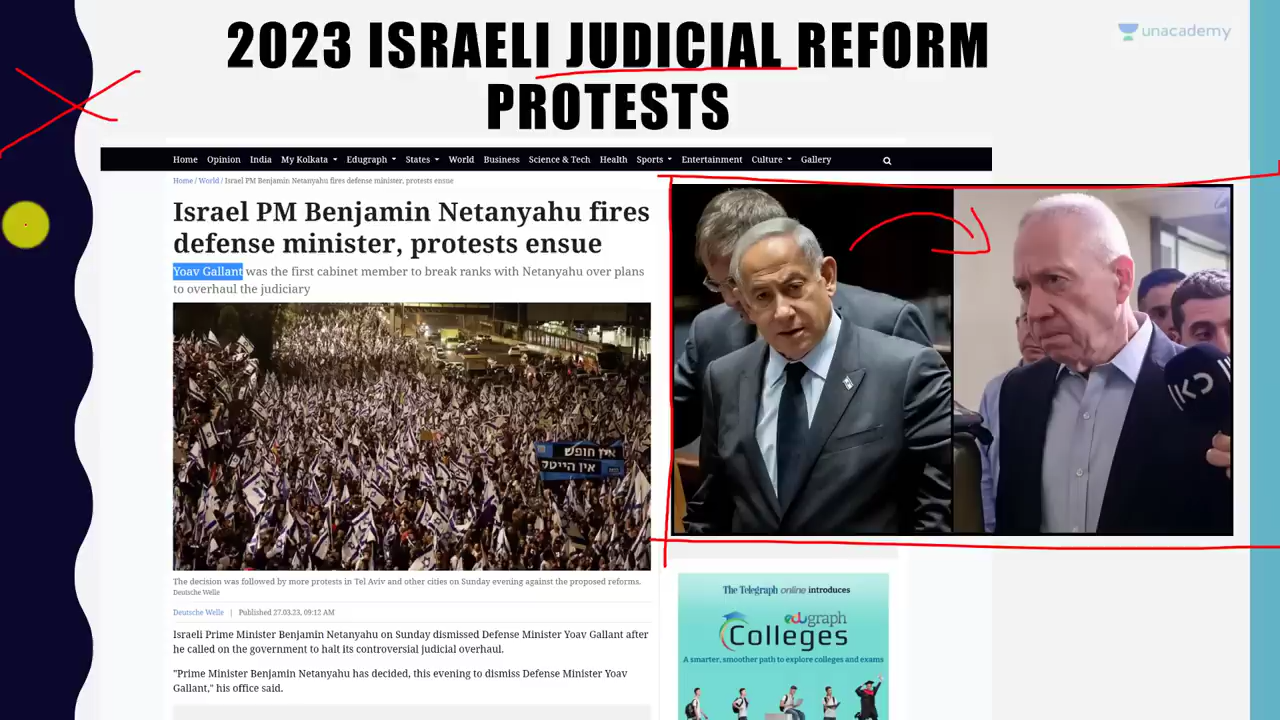 2023 ISRAELI JUDICIAL REFORM
PROTESTS
unacademy
Home Opinion India My Kolkata Edugraph States World Business Science & Tech Health Sports Entertainment Culture Gallery
Home / World / Israel PM Benjamin Netanyahu fires defense minister, protests ensue
Israel PM Benjamin Netanyahu fires
defense minister, protests ensue
Yoav Gallant was the first cabinet member to break ranks with Netanyahu over plans
to overhaul the judiciary
אין חופש
אין הייטק
כאן
The decision was followed by more protests in Tel Aviv and other cities on Sunday evening against the proposed reforms.
Deutsche Welle
Deutsche Welle | Published 27.03.23, 09:12 AM
Israeli Prime Minister Benjamin Netanyahu on Sunday dismissed Defense Minister Yoav Gallant after
he called on the government to halt its controversial judicial overhaul.
"Prime Minister Benjamin Netanyahu has decided, this evening to dismiss Defense Minister Yoav
Gallant," his office said.
The Telegraph online introduces
edugraph
Colleges
A smarter, smoother path to explore colleges and exams